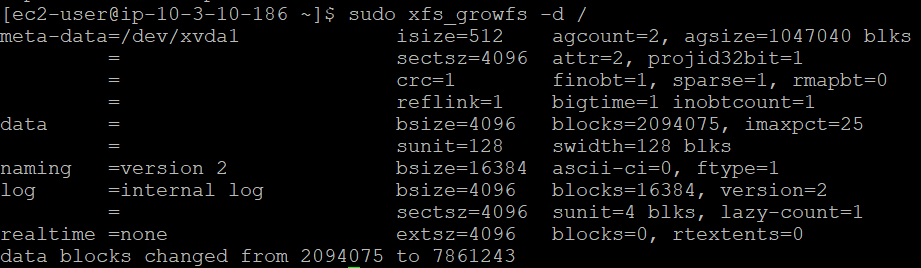 [ec2-user@ip-10-3-10-186 ~]$ sudo xfs_growfs -d /
meta-data=/dev/xvda1             isize=512    agcount=2, agsize=1047040 blks
         =                       sectsz=4096  attr=2, projid32bit=1
         =                       crc=1        finobt=1, sparse=1, rmapbt=0
         =                       reflink=1    bigtime=1 inobtcount=1
data     =                       bsize=4096   blocks=2094075, imaxpct=25
         =                       sunit=128    swidth=128 blks
naming   =version 2              bsize=16384  ascii-ci=0, ftype=1
log      =internal log           bsize=4096   blocks=16384, version=2
         =                       sectsz=4096  sunit=4 blks, lazy-count=1
realtime =none                   extsz=4096   blocks=0, rtextents=0
data blocks changed from 2094075 to 7861243